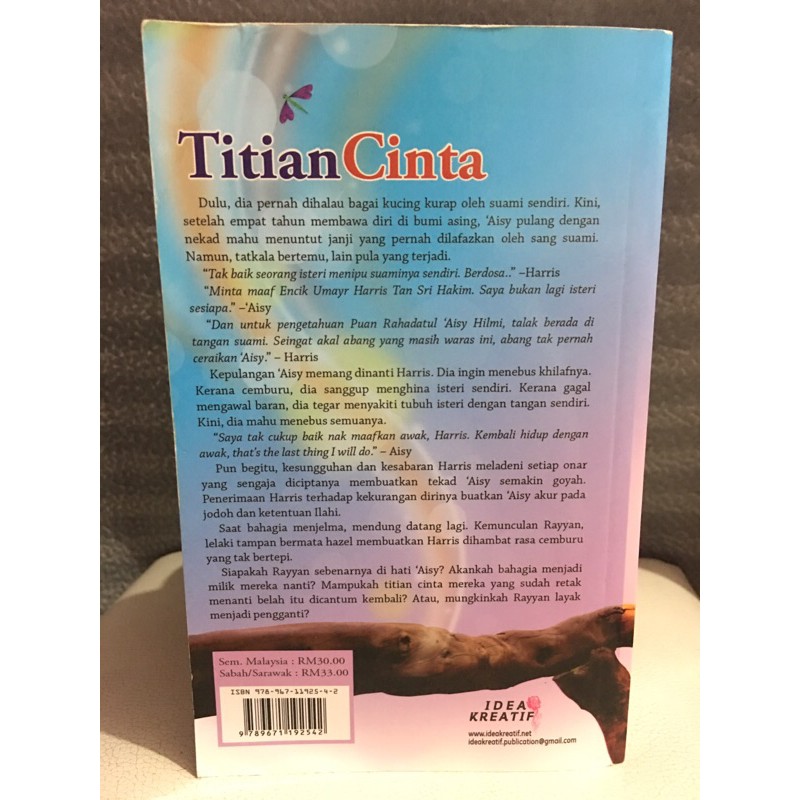 Titian Cinta
Dulu, dia pernah dihalau bagai kucing kurap oleh suami sendiri. Kini,
setelah empat tahun membawa diri di bumi asing, ‘Aisy pulang dengan
nekad mahu menuntut janji yang pernah dilafazkan oleh sang suami.
Namun, tatkala bertemu, lain pula yang terjadi.
“Tak baik seorang isteri menipu suaminya sendiri. Berdosa..” –Harris
“Minta maaf Encik Umayr Harris Tan Sri Hakim. Saya bukan lagi isteri
sesiapa.” –‘Aisy
“Dan untuk pengetahuan Puan Rahadatul ‘Aisy Hilmi, talak berada di
tangan suami. Seingat akal abang yang masih waras ini, abang tak pernah
ceraikan ‘Aisy.” – Harris
Kepulangan ‘Aisy memang dinanti Harris. Dia ingin menebus khilafnya.
Kerana cemburu, dia sanggup menghina isteri sendiri. Kerana gagal
mengawal baran, dia tegar menyakiti tubuh isteri dengan tangan sendiri.
Kini, dia mahu menebus semuanya.
“Saya tak cukup baik nak maafkan awak, Harris. Kembali hidup dengan
awak, that’s the last thing I will do.” – Aisy
Pun begitu, kesungguhan dan kesabaran Harris meladeni setiap onar
yang sengaja diciptanya membuatkan tekad ‘Aisy semakin goyah.
Penerimaan Harris terhadap kekurangan dirinya buatkan ‘Aisy akur pada
jodoh dan ketentuan Ilahi.
Saat bahagia menjelma, mendung datang lagi. Kemunculan Rayyan,
lelaki tampan bermata hazel membuatkan Harris dihambat rasa cemburu
yang tak bertepi.
Siapakah Rayyan sebenarnya di hati ‘Aisy? Akankah bahagia menjadi
milik mereka nanti? Mampukah titian cinta mereka yang sudah retak
menanti belah itu dicantum kembali? Atau, mungkinkah Rayyan layak
menjadi pengganti?
Sem. Malaysia : RM30.00
Sabah/Sarawak : RM33.00
ISBN 978-967-11925-4-2
9 789671 192542
IDEA
KREATIF
www.ideakreatif.net
ideakreatif.publication@gmail.com